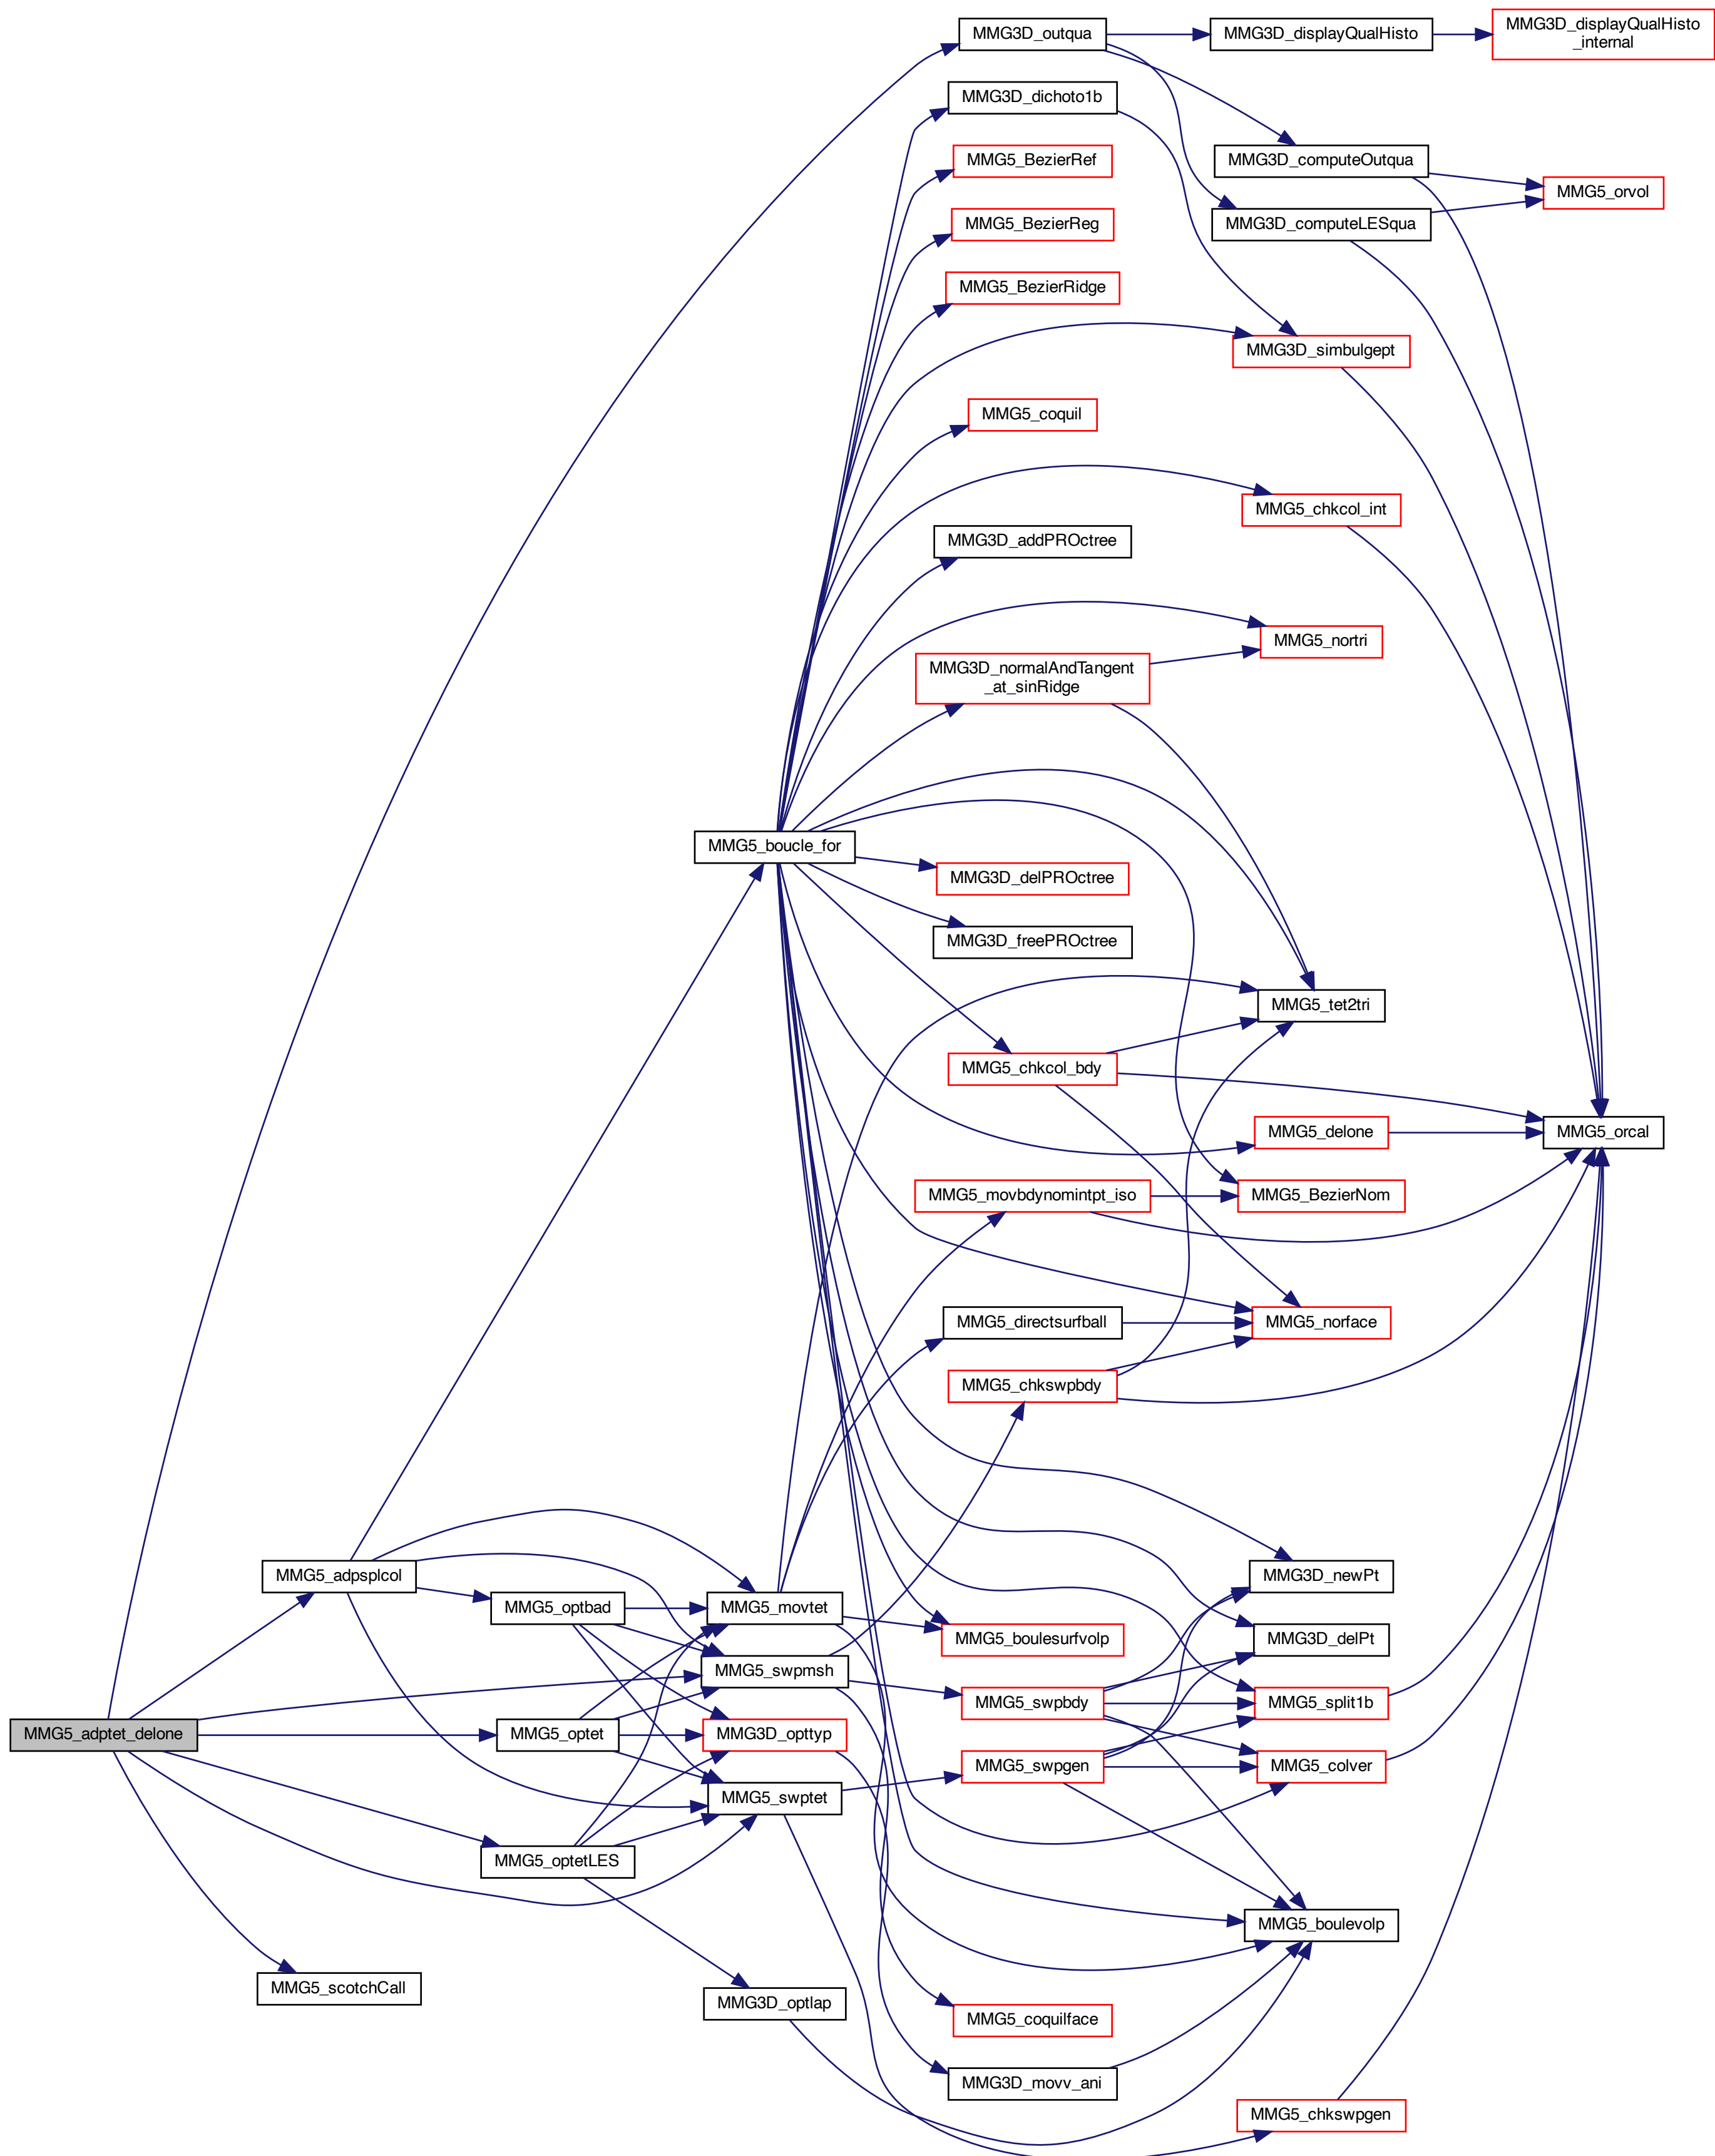 MMG3D_outqua
MMG3D_displayQualHisto
MMG3D_displayQualHisto
_internal
MMG3D_dichoto1b
MMG5_BezierRef
MMG3D_computeOutqua
MMG5_orvol
MMG5_BezierReg
MMG3D_computeLESqua
MMG5_BezierRidge
MMG3D_simbulgept
MMG5_coquil
MMG5_chkcol_int
MMG3D_addPROctree
MMG5_nortri
MMG3D_normalAndTangent
_at_sinRidge
MMG5_boucle_for
MMG3D_delPROctree
MMG3D_freePROctree
MMG5_tet2tri
MMG5_chkcol_bdy
MMG5_delone
MMG5_orcal
MMG5_movbdynomintpt_iso
MMG5_BezierNom
MMG5_directsurfball
MMG5_norface
MMG5_chkswpbdy
MMG5_adpsplcol
MMG3D_newPt
MMG5_optbad
MMG5_movtet
MMG5_boulesurfvolp
MMG3D_delPt
MMG5_swpmsh
MMG5_swpbdy
MMG5_split1b
MMG5_adptet_delone
MMG5_optet
MMG3D_opttyp
MMG5_swpgen
MMG5_colver
MMG5_swptet
MMG5_optetLES
MMG5_boulevolp
MMG5_scotchCall
MMG3D_optlap
MMG5_coquilface
MMG3D_movv_ani
MMG5_chkswpgen